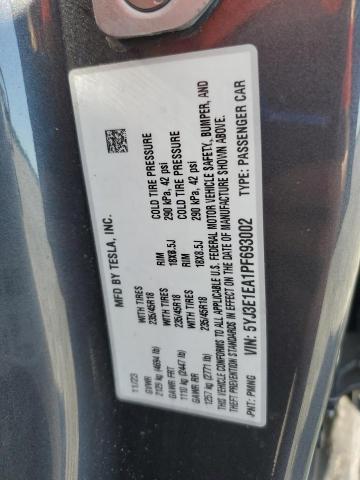 MFD BY TESLA, INC.
11/23
GVWR
2129 kg (4694 lb) WITH TIRES 235/45R18 RIM 18X8.5J COLD TIRE PRESSURE 290 kPa, 42 psi
GAWR FRT
1110 kg (2447 lb) WITH TIRES 235/45R18 RIM 18X8.5J COLD TIRE PRESSURE 290 kPa, 42 psi
GAWR RR
1257 kg (2771 lb)
THIS VEHICLE CONFORMS TO ALL APPLICABLE U.S. FEDERAL MOTOR VEHICLE SAFETY, BUMPER, AND
THEFT PREVENTION STANDARDS IN EFFECT ON THE DATE OF MANUFACTURE SHOWN ABOVE.
VIN: 5YJ3E1EA1PF693002 TYPE: PASSENGER CAR
PNT: PMNG